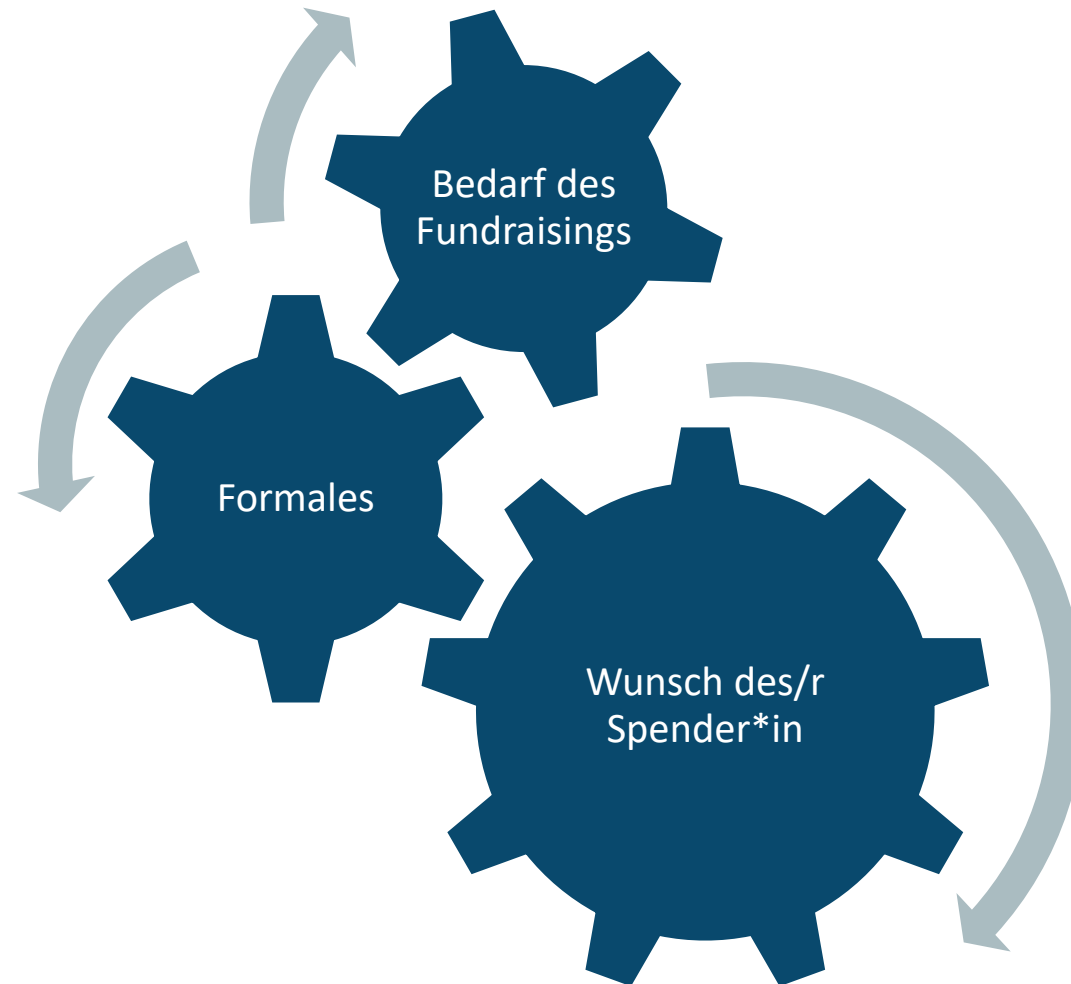 Bedarf des
Fundraisings
Formales
Wunsch des/r
Spender*in